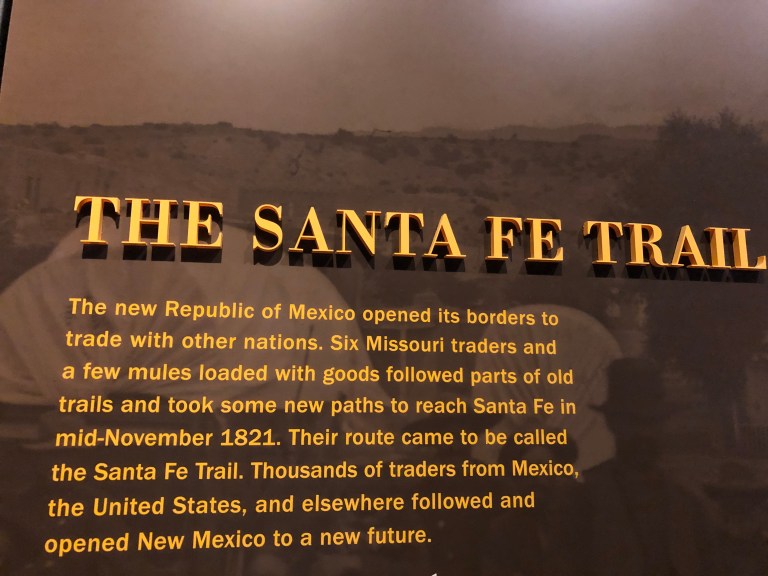 THE SANTA FE TRAIL
The new Republic of Mexico opened its borders to
trade with other nations. Six Missouri traders and
a few mules loaded with goods followed parts of old
trails and took some new paths to reach Santa Fe in
mid-November 1821. Their route came to be called
the Santa Fe Trail. Thousands of traders from Mexico,
the United States, and elsewhere followed and
opened New Mexico to a new future.